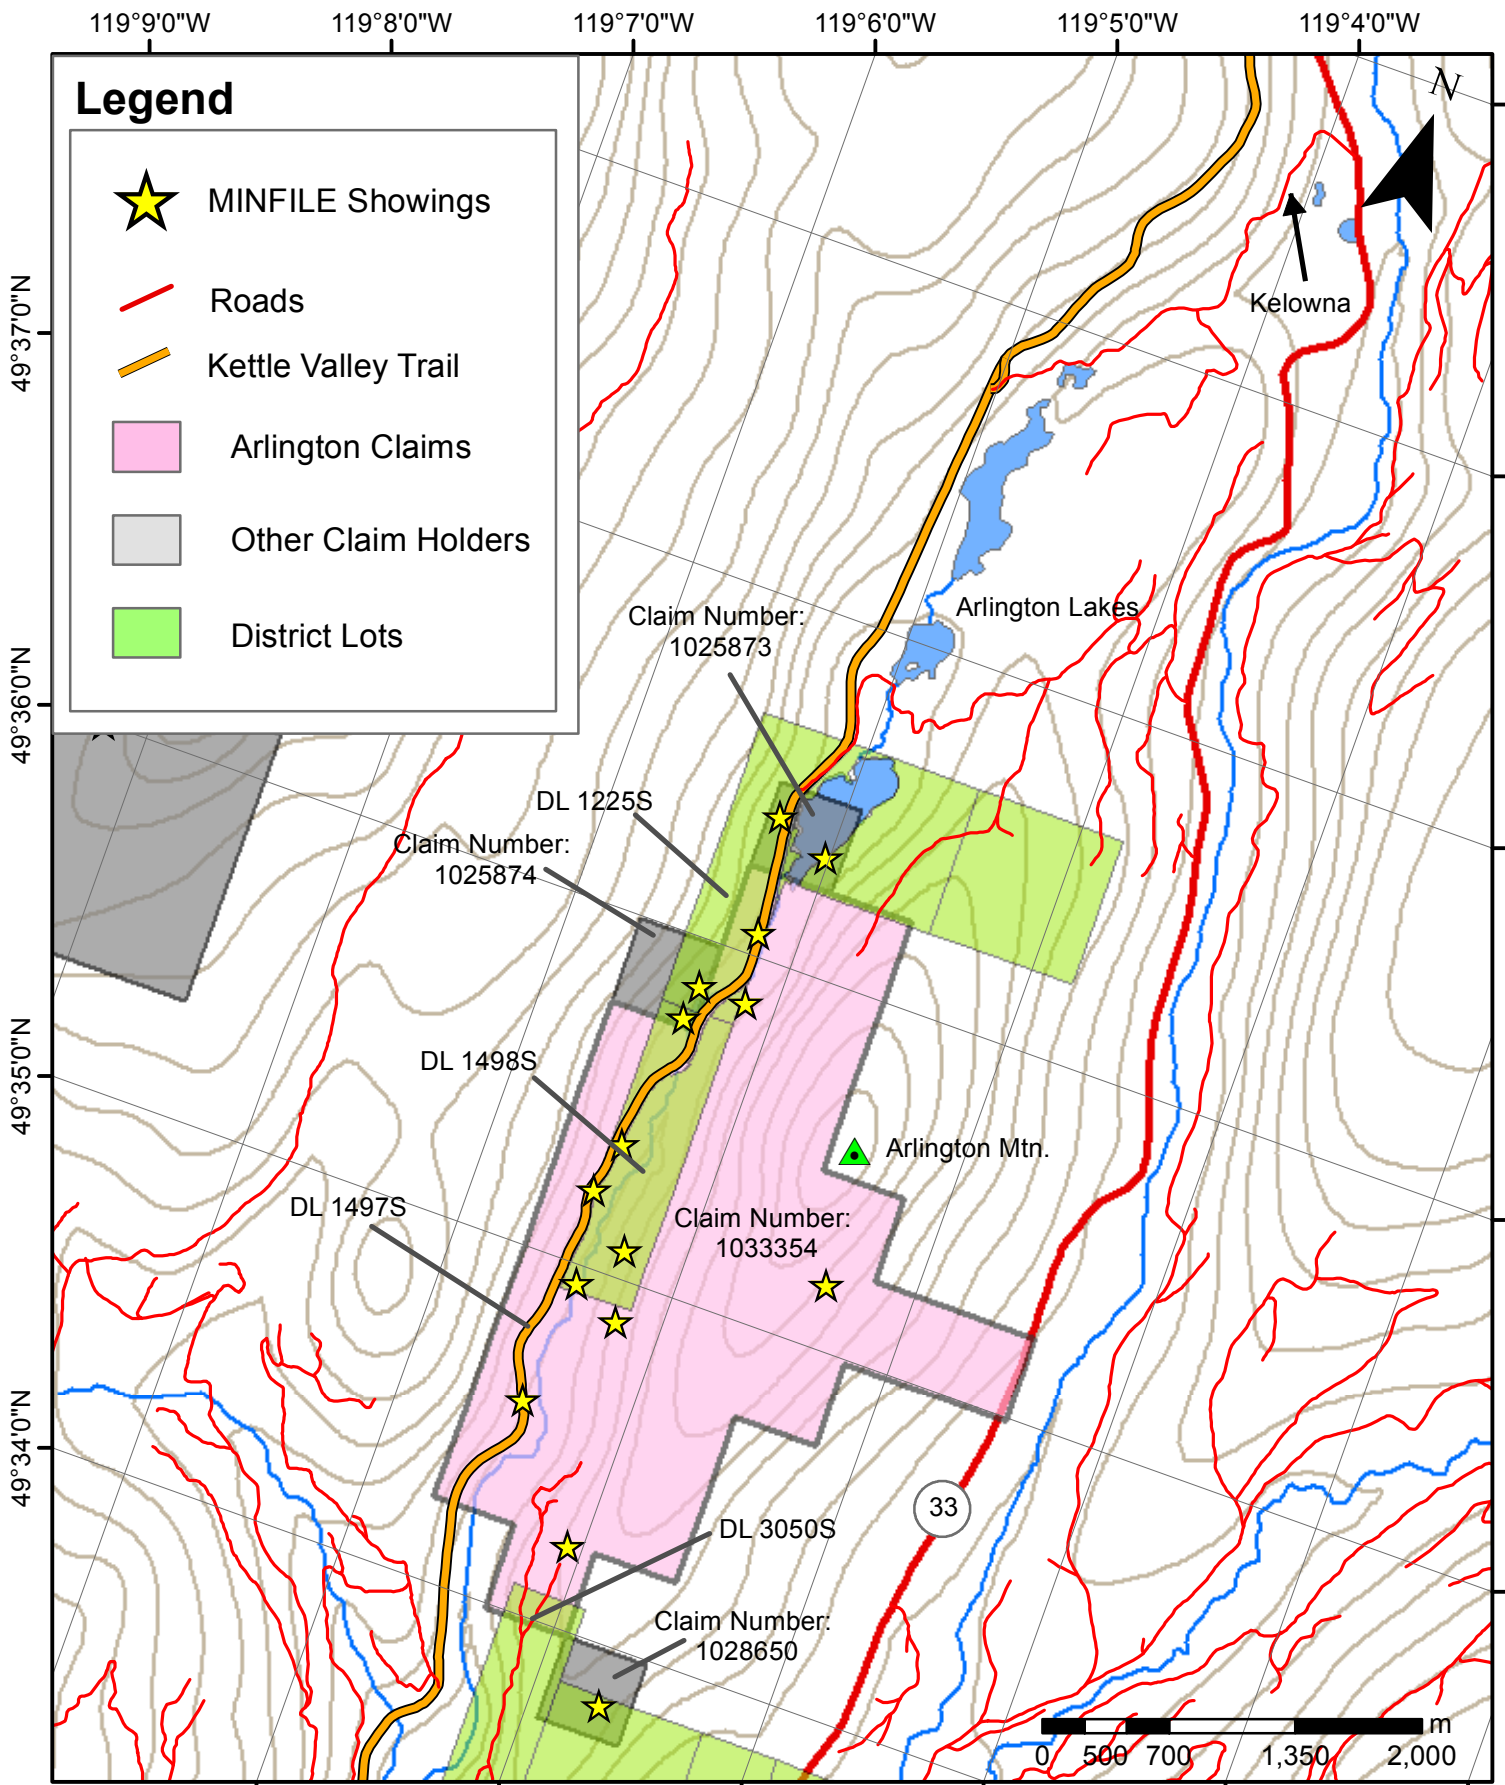 119°9'0"W 119°8'0"W 119°7'0"W 119°6'0"W 119°5'0"W 119°4'0"W
Legend
MINFILE Showings
Roads
Kettle Valley Trail
Arlington Claims
Other Claim Holders
District Lots
N
Kelowna
49°37'0"N
49°36'0"N
49°35'0"N
49°34'0"N
Arlington Lakes
Claim Number:
1025873
DL 1225S
Claim Number:
1025874
DL 1498S
Arlington Mtn.
DL 1497S
Claim Number:
1033354
33
DL 3050S
Claim Number:
1028650
m
0 500 700 1,350 2,000